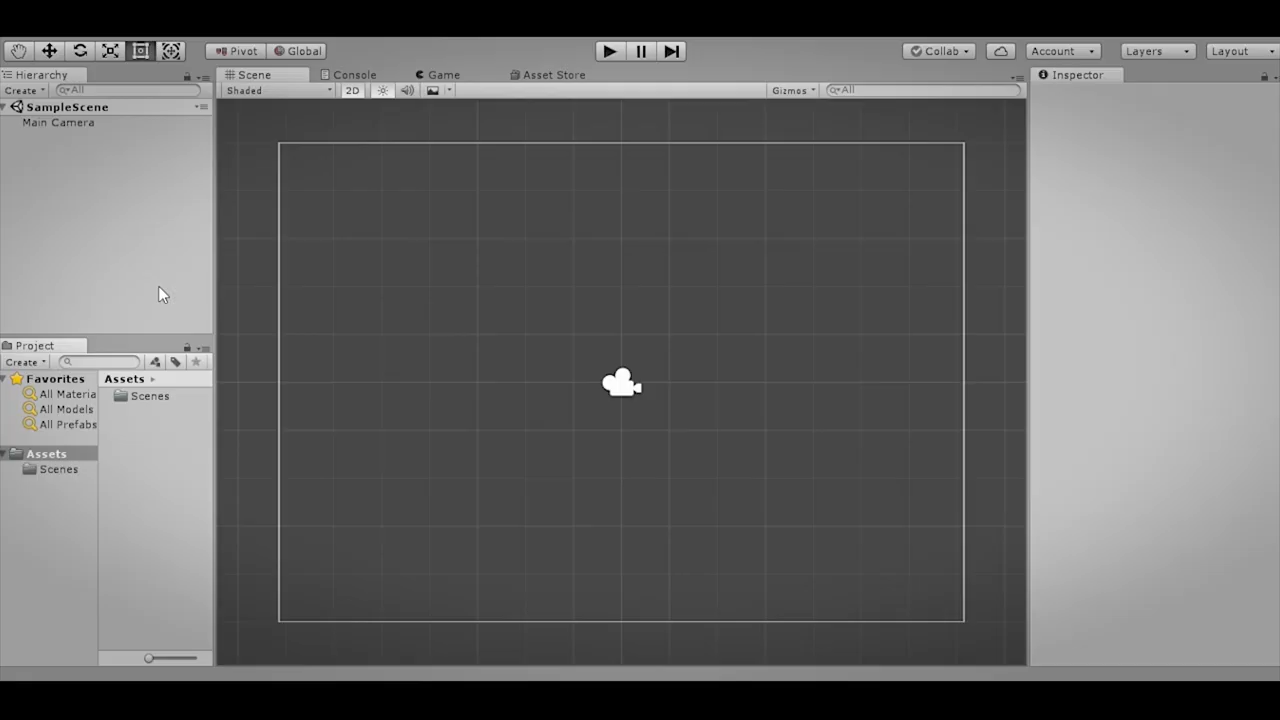 Pivot Global Collab Account Layers Layout
Hierarchy Scene Console Game Asset Store Inspector
Create All Shaded 2D Gizmos All
SampleScene
Main Camera
Project
Create
Favorites Assets
All Materia Scenes
All Models
All Prefabs
Assets
Scenes